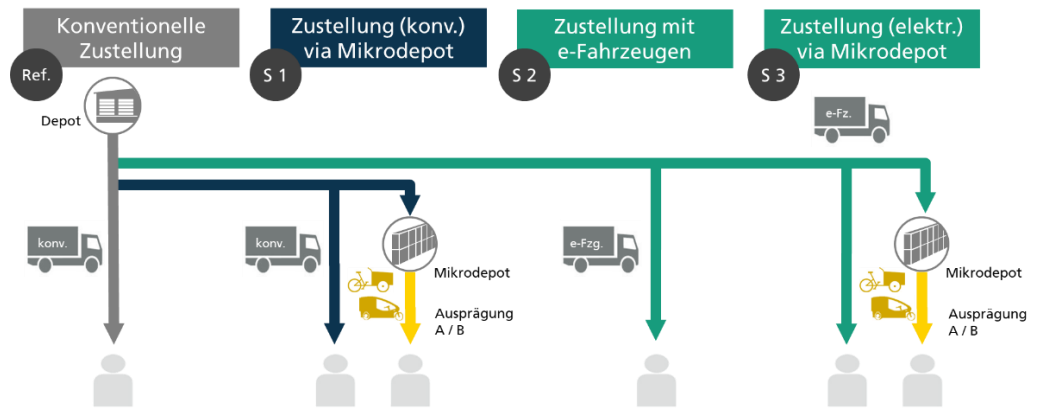 Konventionelle
Zustellung
Ref.
Zustellung (konv.)
via Mikrodepot
S 1
Zustellung mit
e-Fahrzeugen
S 2
Zustellung (elektr.)
via Mikrodepot
S 3
Depot
e-Fz.
konv.
konv.
Mikrodepot
Ausprägung
A / B
e-Fzg.
Mikrodepot
Ausprägung
A / B